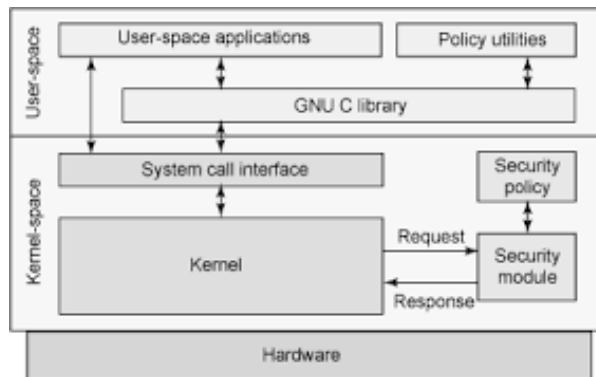 User-space
User-space applications
Policy utilities
GNU C library
Kernel-space
System call interface
Security
policy
Kernel
Request
Response
Security
module
Hardware